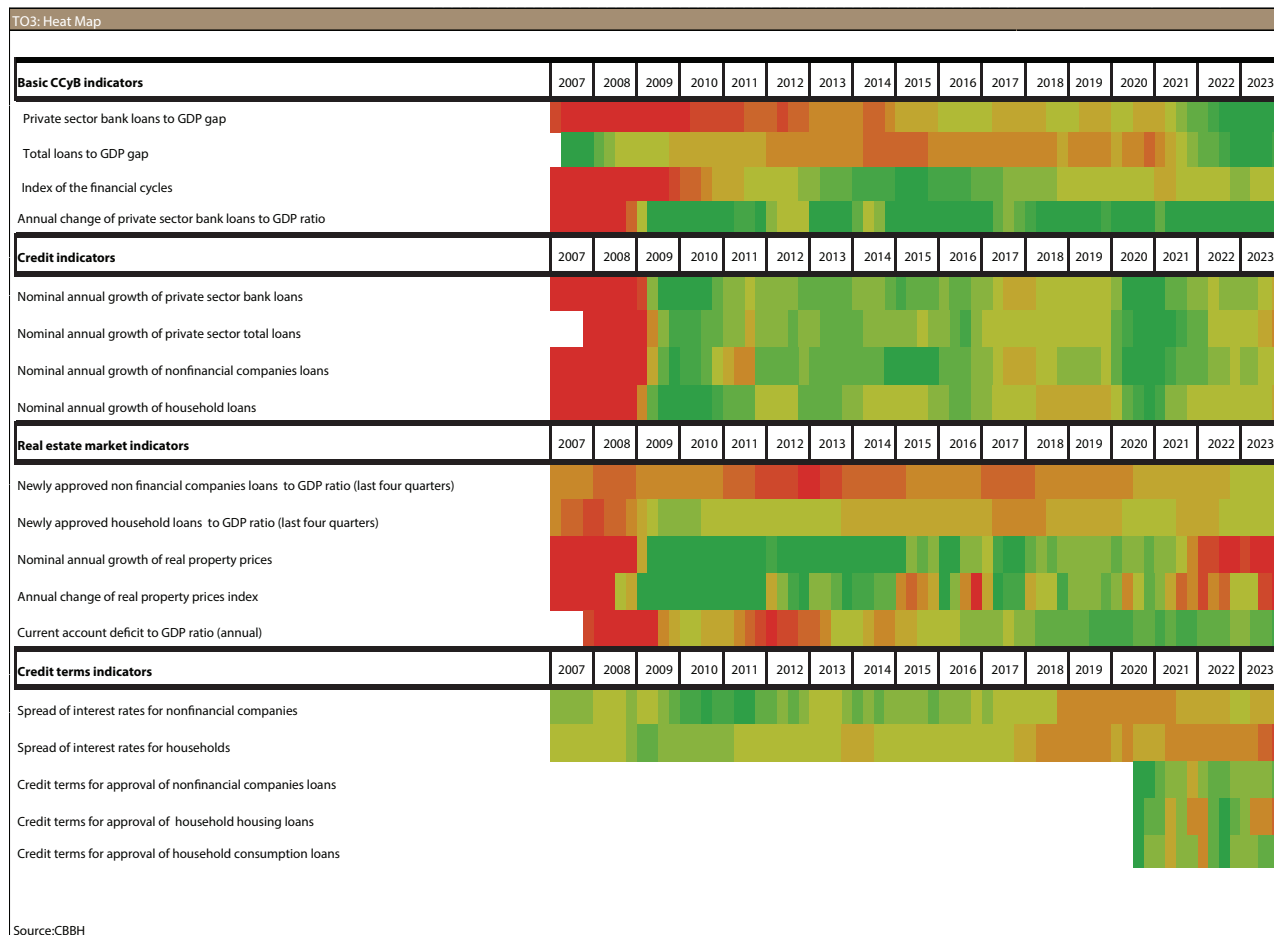 TO3: Heat Map
Basic CCyB indicators 2007 2008 2009 2010 2011 2012 2013 2014 2015 2016 2017 2018 2019 2020 2021 2022 2023
Private sector bank loans to GDP gap
Total loans to GDP gap
Index of the financial cycles
Annual change of private sector bank loans to GDP ratio
Credit indicators 2007 2008 2009 2010 2011 2012 2013 2014 2015 2016 2017 2018 2019 2020 2021 2022 2023
Nominal annual growth of private sector bank loans
Nominal annual growth of private sector total loans
Nominal annual growth of nonfinancial companies loans
Nominal annual growth of household loans
Real estate market indicators 2007 2008 2009 2010 2011 2012 2013 2014 2015 2016 2017 2018 2019 2020 2021 2022 2023
Newly approved non financial companies loans to GDP ratio (last four quarters)
Newly approved household loans to GDP ratio (last four quarters)
Nominal annual growth of real property prices
Annual change of real property prices index
Current account deficit to GDP ratio (annual)
Credit terms indicators 2007 2008 2009 2010 2011 2012 2013 2014 2015 2016 2017 2018 2019 2020 2021 2022 2023
Spread of interest rates for nonfinancial companies
Spread of interest rates for households
Credit terms for approval of nonfinancial companies loans
Credit terms for approval of household housing loans
Credit terms for approval of household consumption loans
Source:CBBH